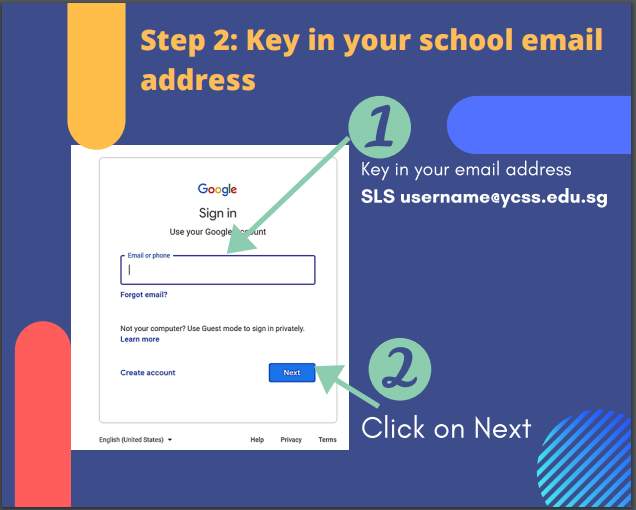 Step 2: Key in your school email
address
1
Key in your email address
SLS username@ycss.edu.sg
Google
Sign in
Use your Google Account
Email or phone
Forgot email?
Not your computer? Use Guest mode to sign in privately.
Learn more
Create account
Next
2
Click on Next
English (United States)
Help
Privacy
Terms